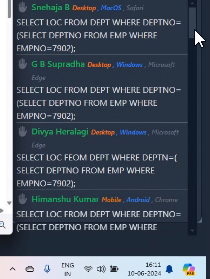 Snehaja B Desktop , MacOS , Safari
SELECT LOC FROM DEPT WHERE DEPTNO=
(SELECT DEPTNO FROM EMP WHERE
EMPNO=7902);
G B Supradha Desktop , Windows , Microsoft
Edge
SELECT LOC FROM DEPT WHERE DEPTNO=
(SELECT DEPTNO FROM EMP WHERE
EMPNO=7902);
Divya Heralagi Desktop , Windows , Microsoft
Edge
SELECT LOC FEOM DEPT WHERE DEPTN=(
SELECT DEPTNO FROM EMP WHERE
EMPNO=7902);
Himanshu Kumar Mobile , Android , Chrome
SELECT LOC FROM DEPT WHERE DEPTNO=
(SELECT DEPTNO FROM EMP WHERE
ENG
IN
16:11
10-06-2024